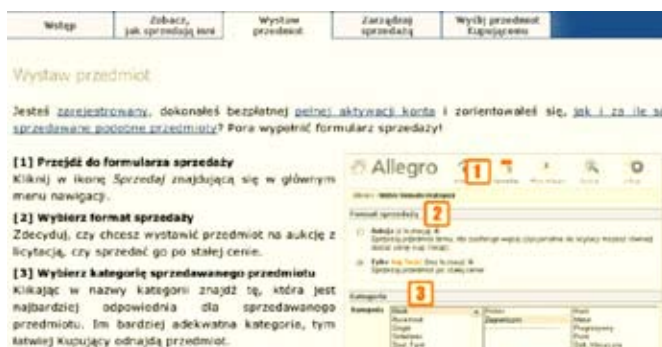 Wstęp
Zobacz,
jak sprzedają inni
Wystaw
przedmiot
Zarządzaj
sprzedażą
Wyślij przedmiot
Kupującemu
Wystaw przedmiot
Jesteś zarejestrowany, dokonałeś bezpłatnej pełnej aktywacji konta i zorientowałeś się, jak i za ile są
sprzedawane podobne przedmioty? Pora wypełnić formularz sprzedaży!
[1] Przejdź do formularza sprzedaży
Kliknij w ikonę Sprzedaj znajdującą się w głównym
menu nawigacji.
[2] Wybierz format sprzedaży
Zdecyduj, czy chcesz wystawić przedmiot na aukcję z
licytacją, czy sprzedać go po stałej cenie.
[3] Wybierz kategorię sprzedawanego przedmiotu
Klikając w nazwy kategorii znajdź tę, która jest
najbardziej odpowiednia dla sprzedawanego
przedmiotu. Im bardziej adekwatna kategoria, tym
łatwiej Kupujący odnajdą przedmiot.
Allegro
1
Format sprzedaży
2
Kategoria
3